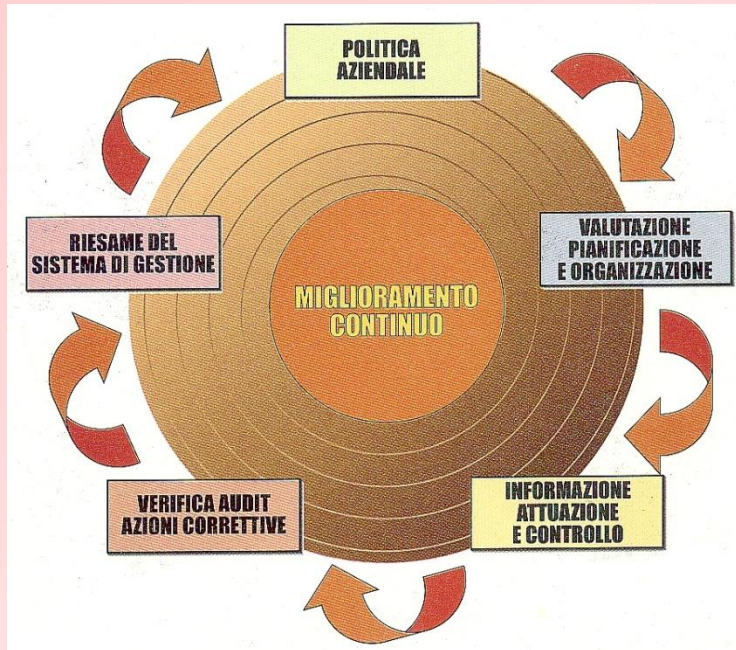 POLITICA
AZIENDALE
VALUTAZIONE
PIANIFICAZIONE
E ORGANIZZAZIONE
INFORMAZIONE
ATTUAZIONE
E CONTROLLO
VERIFICA AUDIT
AZIONI CORRETTIVE
RIESAME DEL
SISTEMA DI GESTIONE
MIGLIORAMENTO
CONTINUO